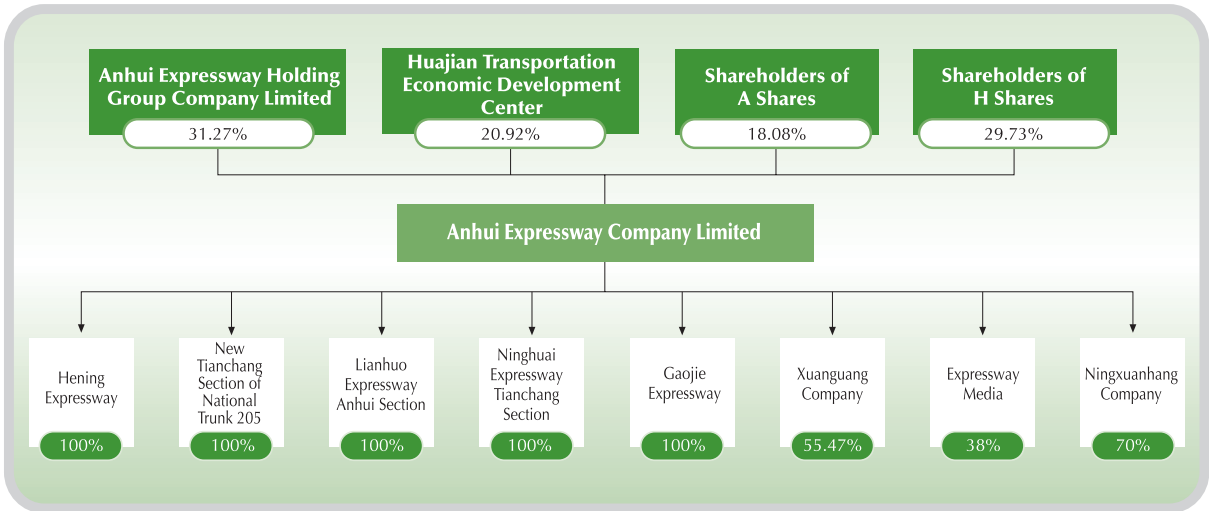 Anhui Expressway Holding
Group Company Limited
31.27%
Huajian Transportation
Economic Development
Center
20.92%
Shareholders of
A Shares
18.08%
Shareholders of
H Shares
29.73%
Anhui Expressway Company Limited
Hening
Expressway
100%
New
Tianchang
Section of
National
Trunk 205
100%
Lianhuo
Expressway
Anhui Section
100%
Ninghuai
Expressway
Tianchang
Section
100%
Gaojie
Expressway
100%
Xuanguang
Company
55.47%
Expressway
Media
38%
Ningxuanhang
Company
70%